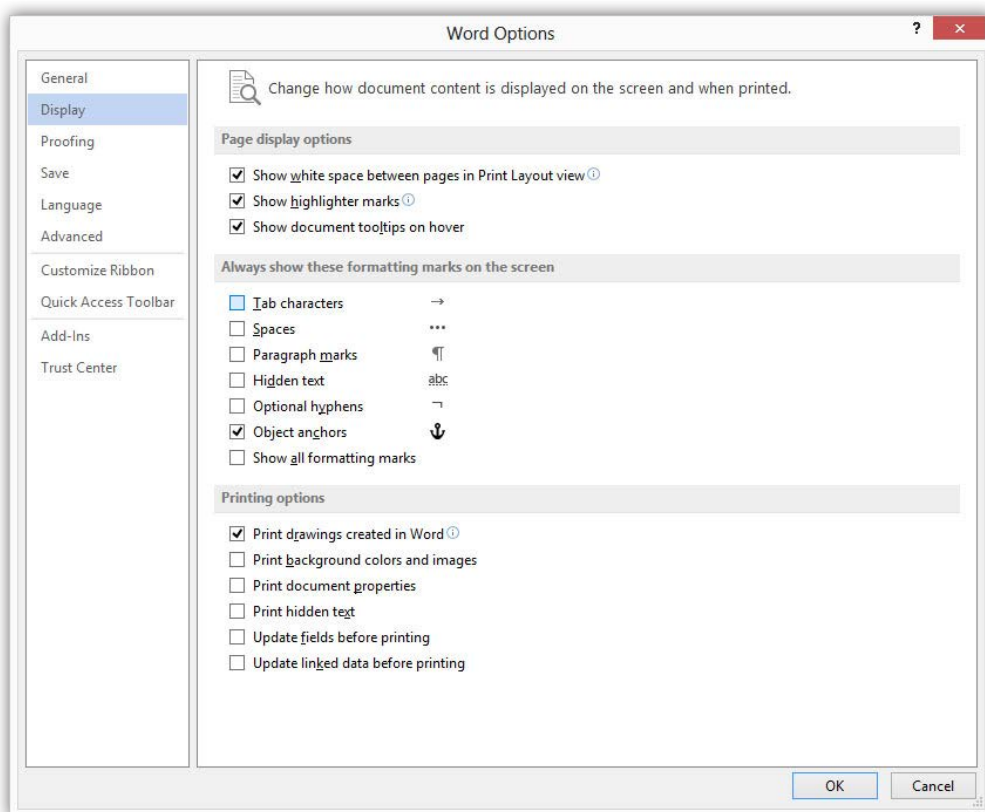 Word Options
?
General
Display
Proofing
Save
Language
Advanced
Customize Ribbon
Quick Access Toolbar
Add-Ins
Trust Center
Change how document content is displayed on the screen and when printed.
Page display options
Show white space between pages in Print Layout view
Show highlighter marks
Show document tooltips on hover
Always show these formatting marks on the screen
Tab characters →
Spaces •••
Paragraph marks ¶
Hidden text abc
Optional hyphens ¬
Object anchors
Show all formatting marks
Printing options
Print drawings created in Word
Print background colors and images
Print document properties
Print hidden text
Update fields before printing
Update linked data before printing
OK Cancel